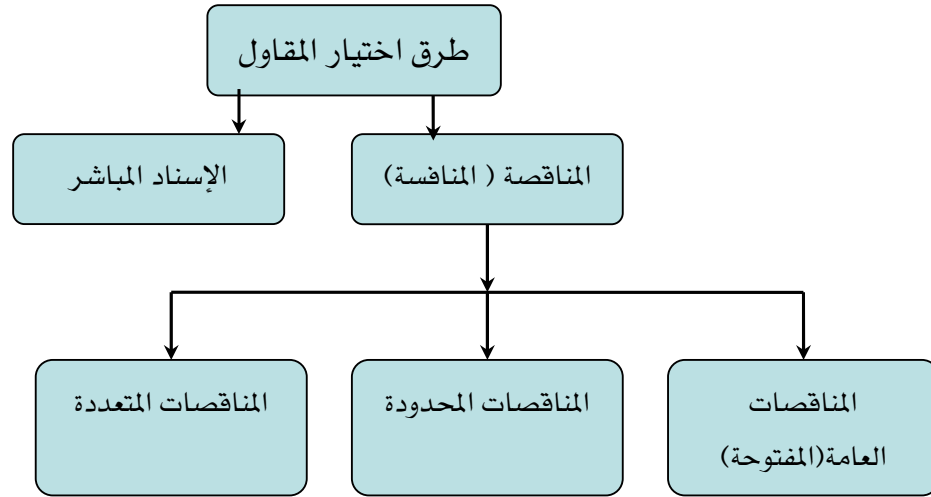 طرق اختيار المقاول
المناقصة ( المنافسة)
الإسناد المباشر
المناقصات
العامة(المفتوحة)
المناقصات المحدودة
المناقصات المتعددة